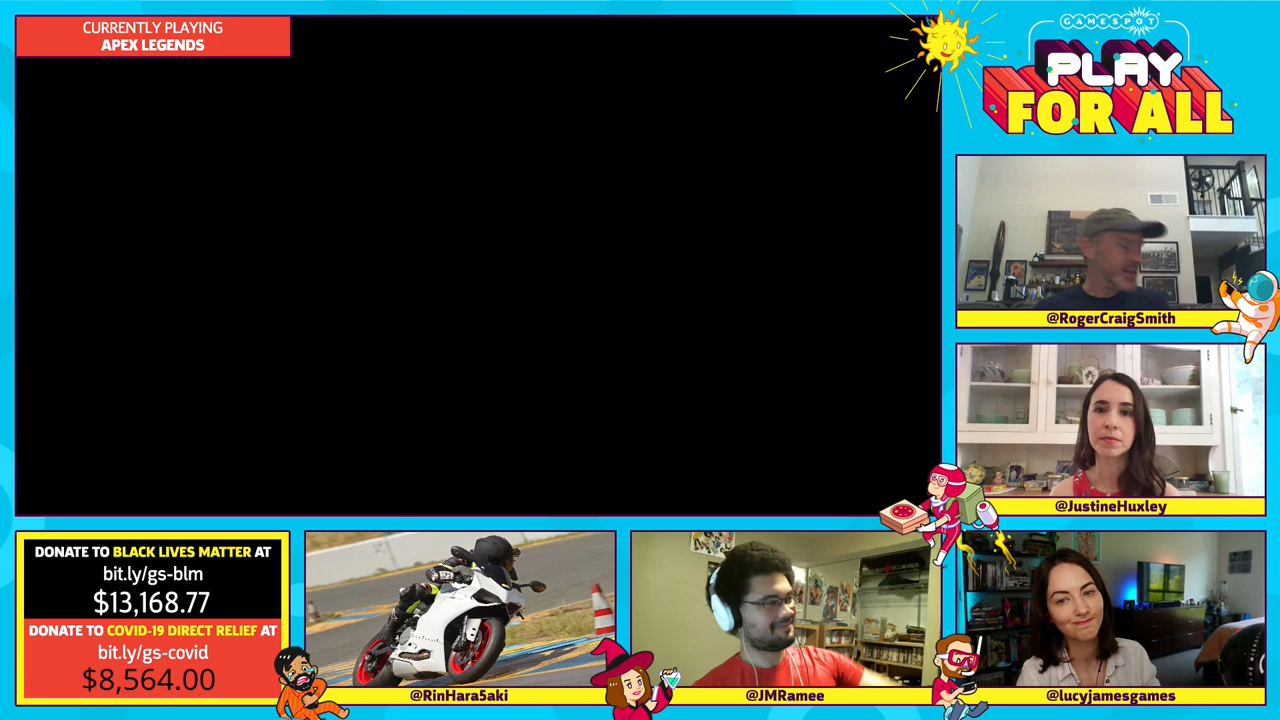 CURRENTLY PLAYING
APEX LEGENDS
GAMESPOT
PLAY
FOR ALL
@RogerCraigSmith
@JustineHuxley
DONATE TO BLACK LIVES MATTER AT
bit.ly/gs-blm
$13,168.77
DONATE TO COVID-19 DIRECT RELIEF AT
bit.ly/gs-covid
$8,564.00
@RinHara5aki
@JMRamee
@lucyjamesgames